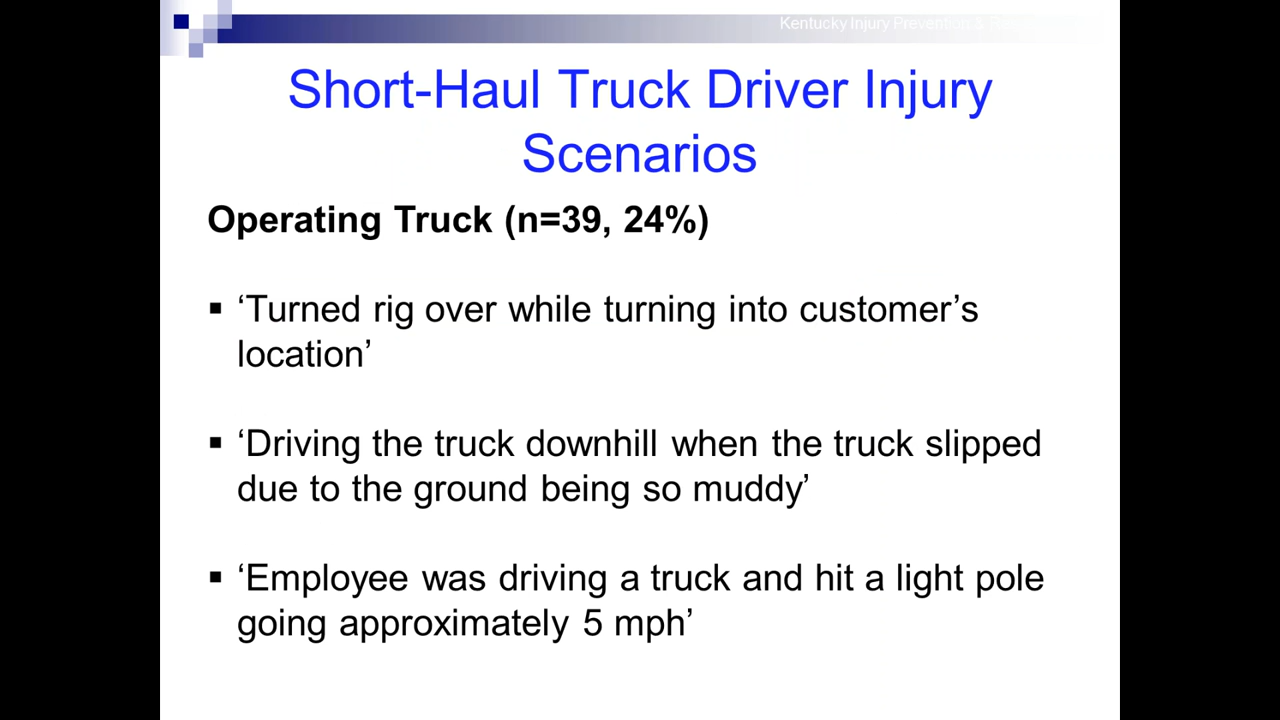 Kentucky Injury Prevention &
Short-Haul Truck Driver Injury
Scenarios
Operating Truck (n=39, 24%)
▪ ‘Turned rig over while turning into customer’s
location’
▪ ‘Driving the truck downhill when the truck slipped
due to the ground being so muddy’
▪ ‘Employee was driving a truck and hit a light pole
going approximately 5 mph’